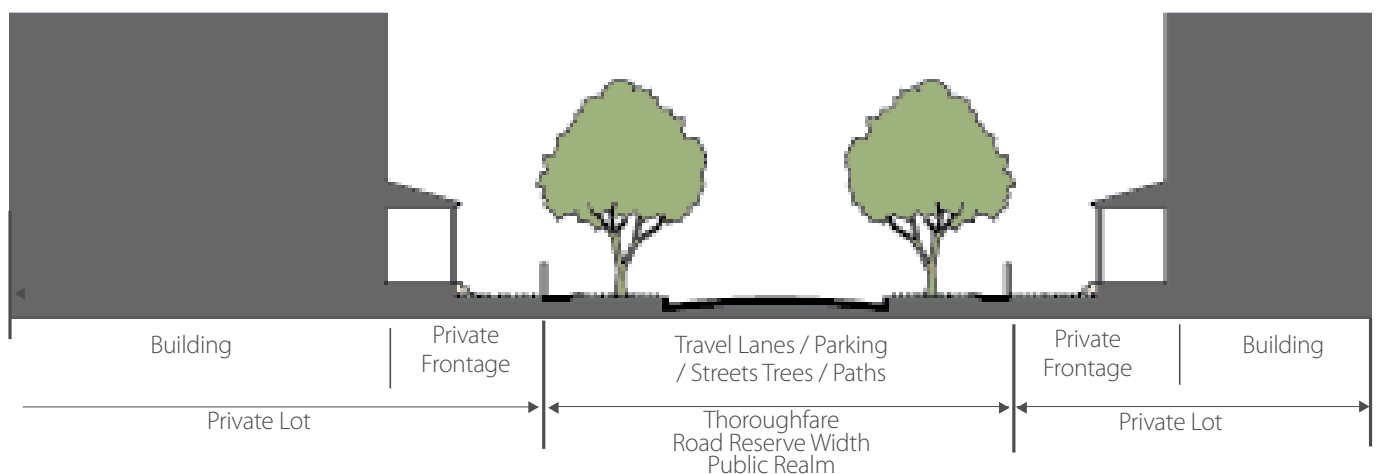 Building
Private
Frontage
Travel Lanes / Parking
/ Streets Trees / Paths
Private
Frontage
Building
Private Lot
Thoroughfare
Road Reserve Width
Public Realm
Private Lot